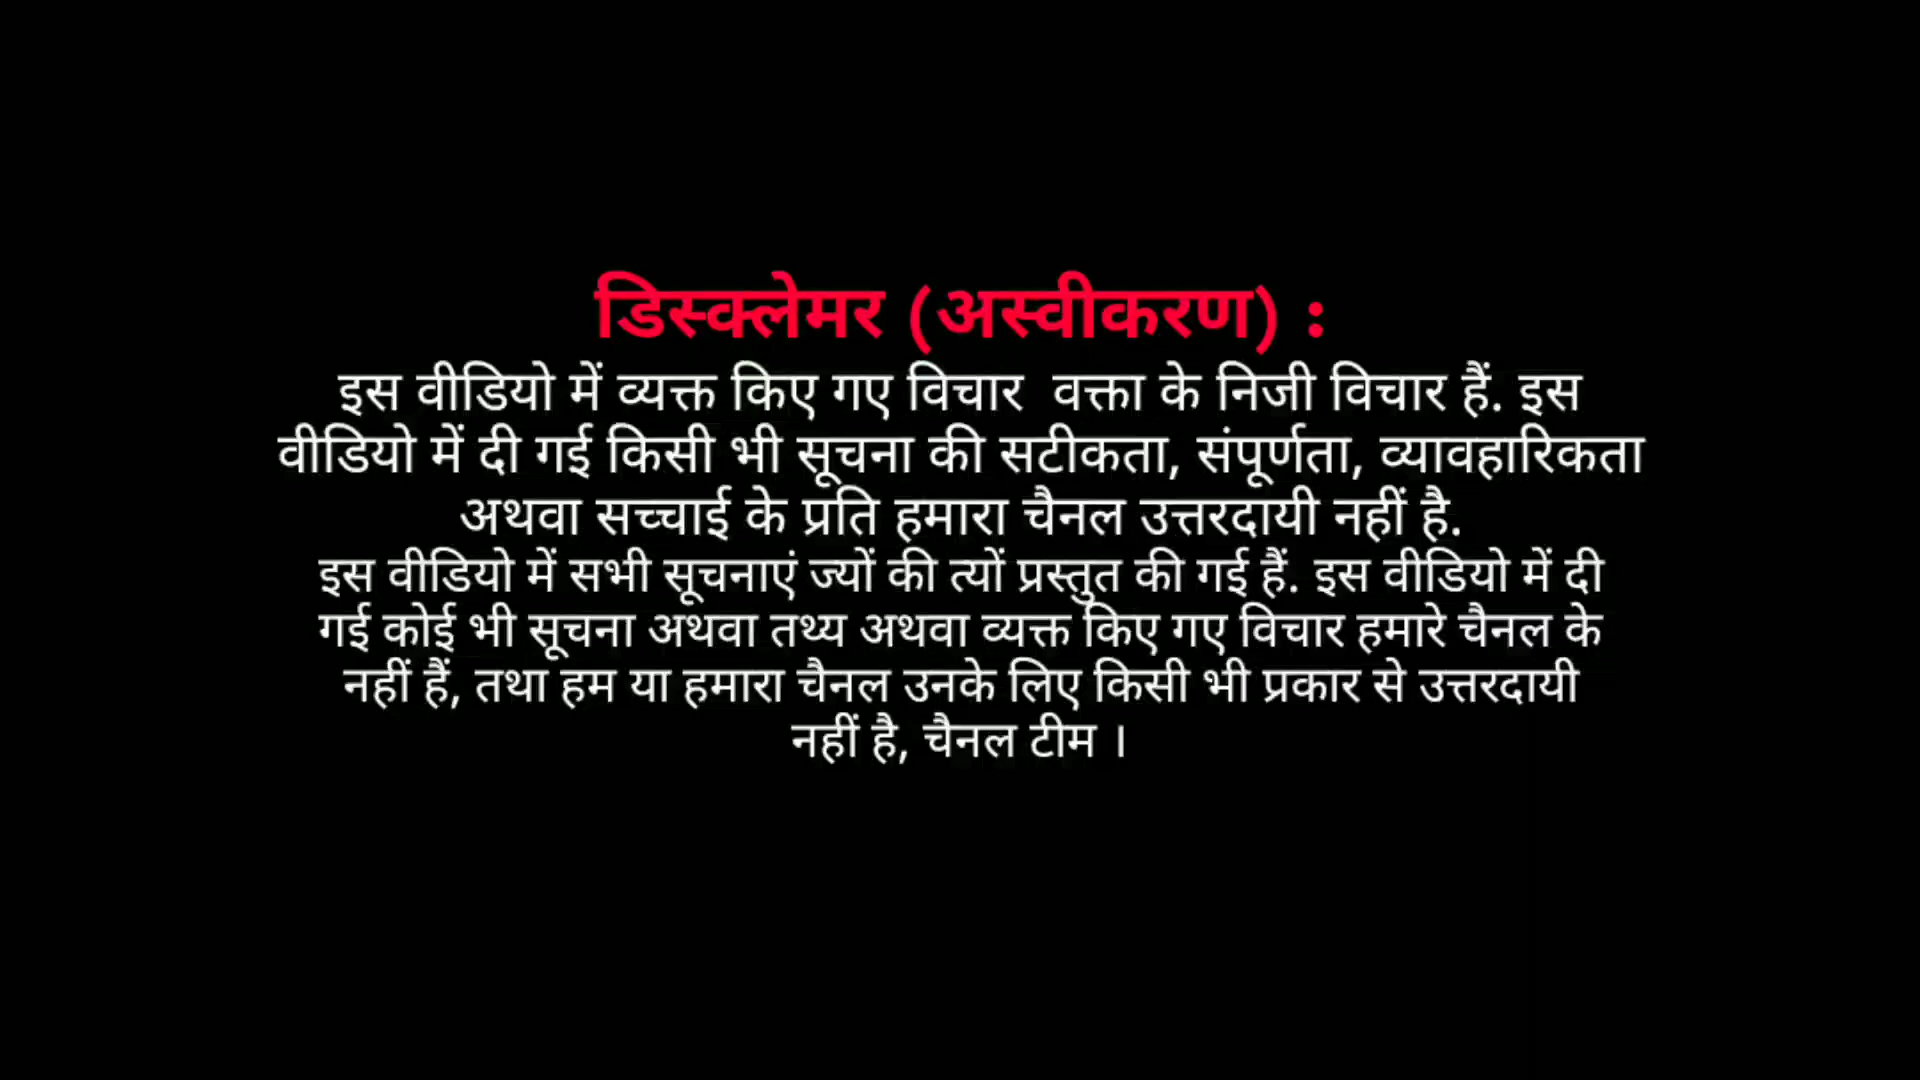 डिस्क्लेमर (अस्वीकरण) :
इस वीडियो में व्यक्त किए गए विचार  वक्ता के निजी विचार हैं. इस
वीडियो में दी गई किसी भी सूचना की सटीकता, संपूर्णता, व्यावहारिकता
अथवा सच्चाई के प्रति हमारा चैनल उत्तरदायी नहीं है.
इस वीडियो में सभी सूचनाएं ज्यों की त्यों प्रस्तुत की गई हैं. इस वीडियो में दी
गई कोई भी सूचना अथवा तथ्य अथवा व्यक्त किए गए विचार हमारे चैनल के
नहीं हैं, तथा हम या हमारा चैनल उनके लिए किसी भी प्रकार से उत्तरदायी
नहीं है, चैनल टीम ।